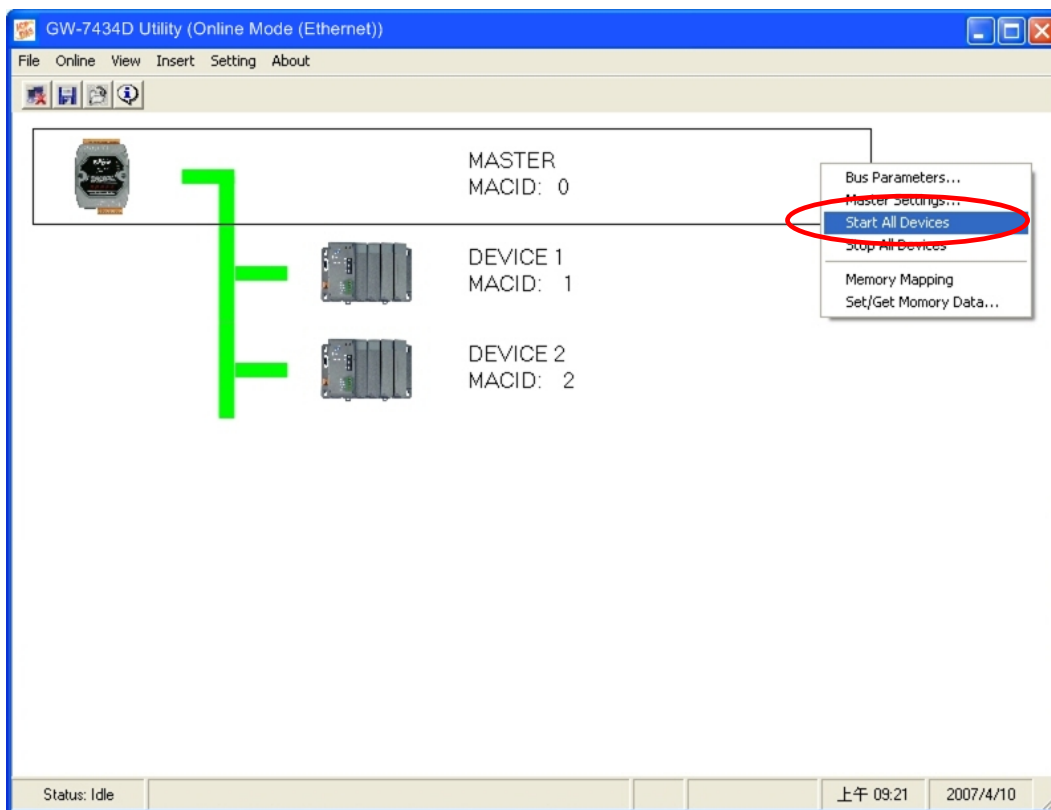 GW-7434D Utility (Online Mode (Ethernet))
File Online View Insert Setting About
MASTER
MACID: 0
Bus Parameters...
Master Settings...
Start All Devices
Stop All Devices
Memory Mapping
Set/Get Momory Data...
DEVICE 1
MACID: 1
DEVICE 2
MACID: 2
Status: Idle
上午 09:21
2007/4/10